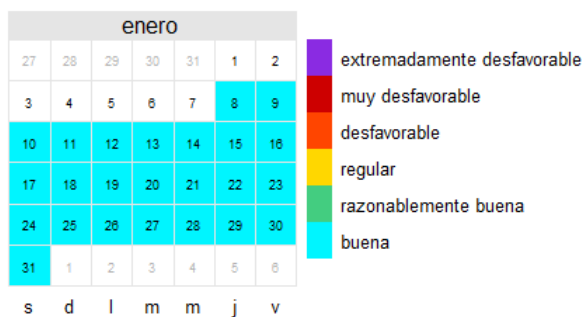 enero
27 28 29 30 31 1 2
3 4 5 6 7 8 9
10 11 12 13 14 15 16
17 18 19 20 21 22 23
24 25 26 27 28 29 30
31 1 2 3 4 5 6
s d l m m j v
extremadamente desfavorable
muy desfavorable
desfavorable
regular
razonablemente buena
buena